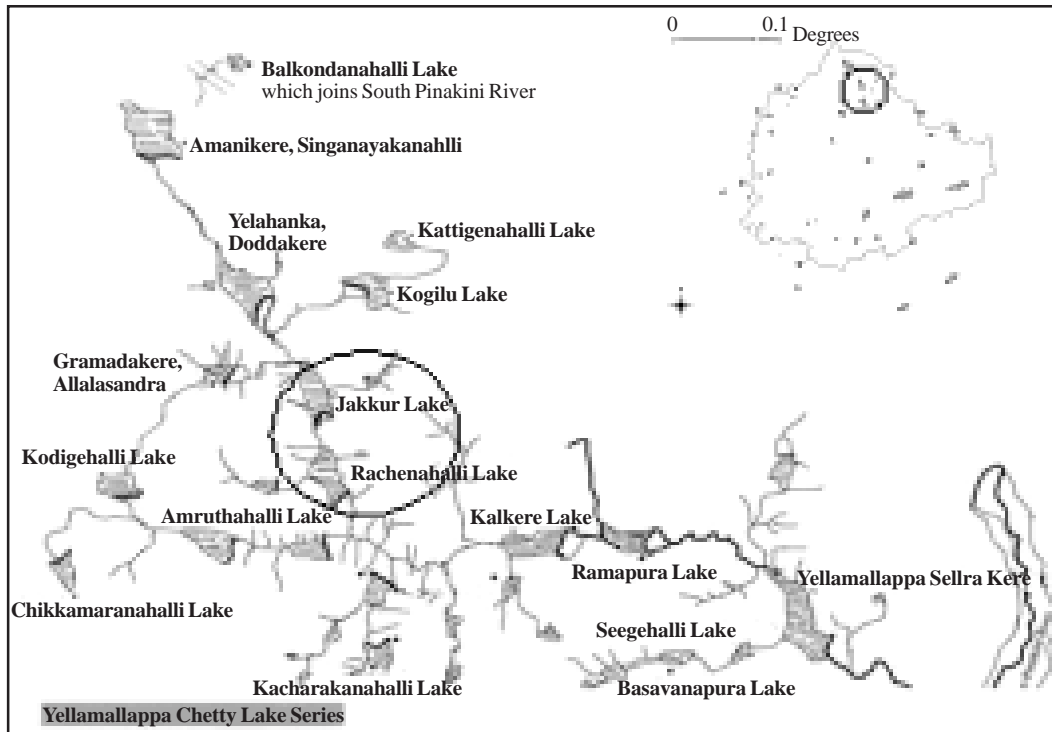 0 0.1 Degrees
Balkondanahalli Lake
which joins South Pinakini River
Amanikere, Singanayakanahlli
Yelahanka,
Doddakere
Kattigenahalli Lake
Kogilu Lake
Gramadakere,
Allalasandra
Jakkur Lake
Kodigehalli Lake
Rachenahalli Lake
Amruthahalli Lake
Kalkere Lake
Ramapura Lake
Yellamallappa Sellra Kere
Chikkamaranahalli Lake
Seegehalli Lake
Kacharakanahalli Lake
Basavanapura Lake
Yellamallappa Chetty Lake Series